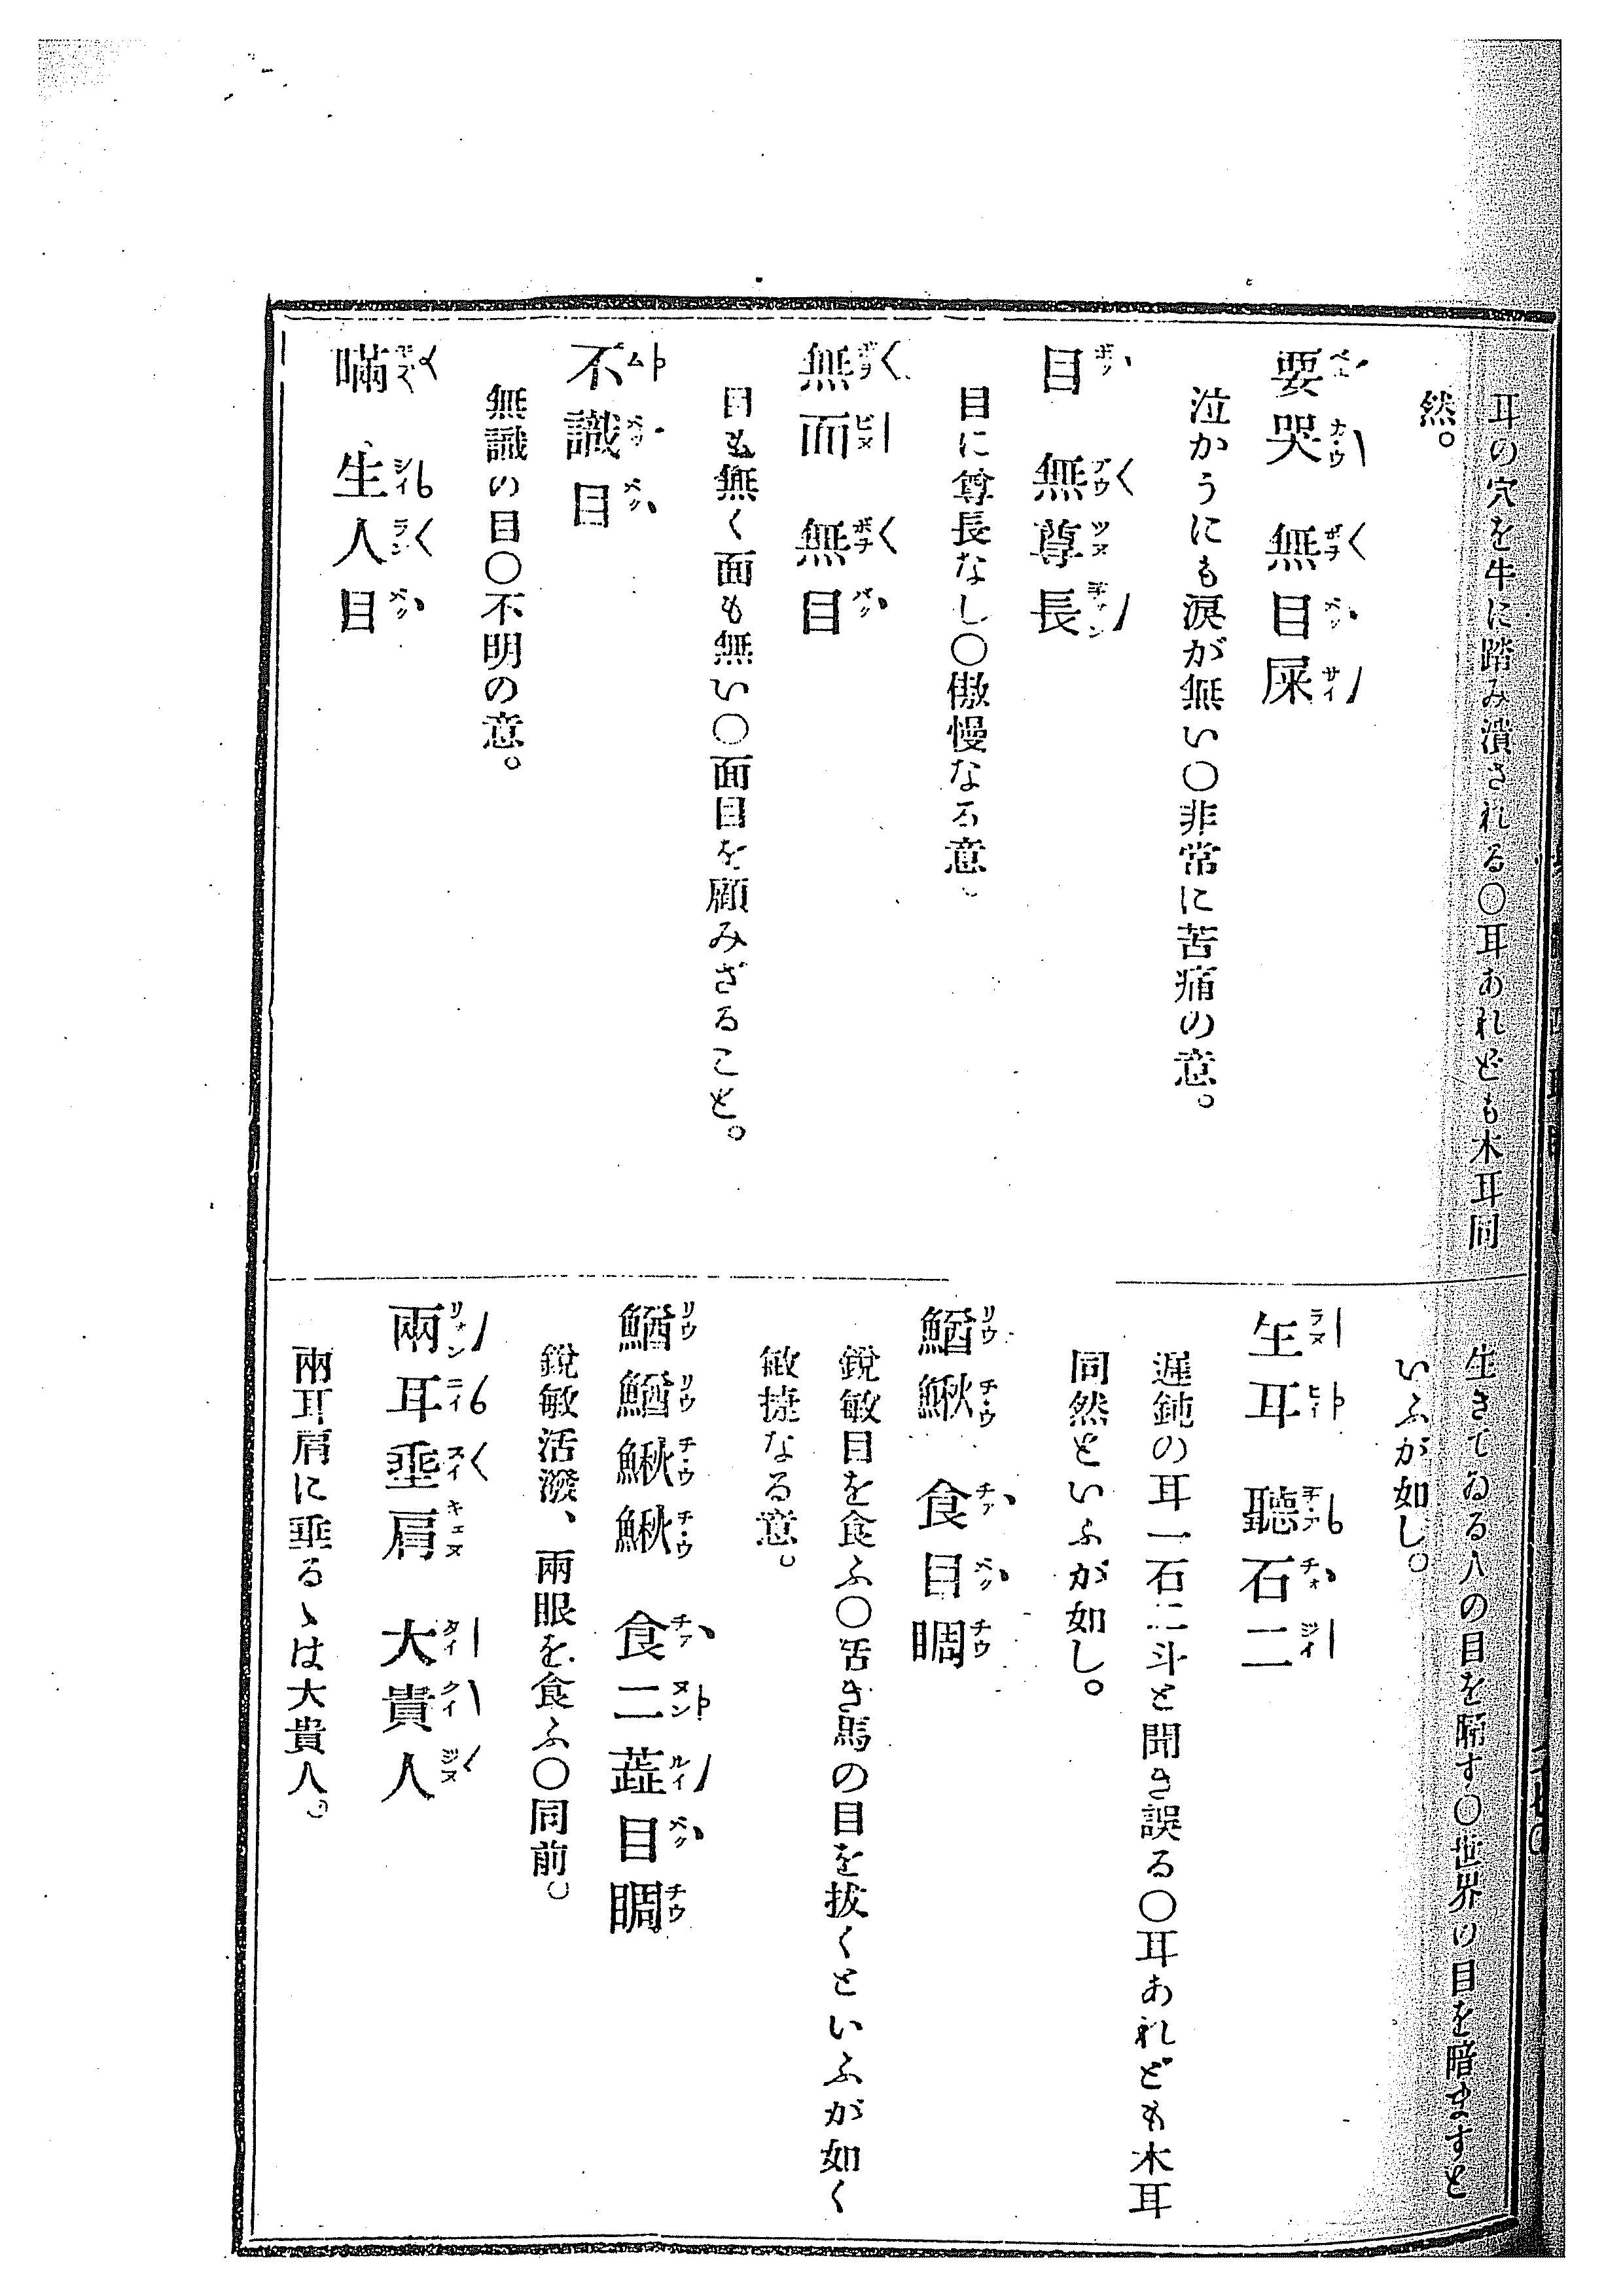 耳の穴を牛に踏み潰される〇耳あれども木耳同
然。
要哭　無目屎
泣かうにも淚が無い〇非常に苦痛の意。
目　無尊長
目に尊長なし〇傲慢なる意。
無面　無目
目も無く面も無い〇面目を顧みざること。
不識目
無識の目〇不明の意。
𠺪　生人目
生きてゐる人の目を瞞す〇世界の目を暗ますと
いふが如し。
生耳　聽石二
遲鈍の耳一石二斗と聞き誤る〇耳あれども木耳
同然といふが如し。
鰌鰍　食目睭
銳敏目を食ふ〇活き馬の目を拔くといふが如く
敏捷なる意。
鰌鰌鰍鰍　食二蕋目睭
銳敏活潑、兩眼を食ふ〇同前。
兩耳垂肩　大貴人
兩耳肩に垂るゝは大貴人。